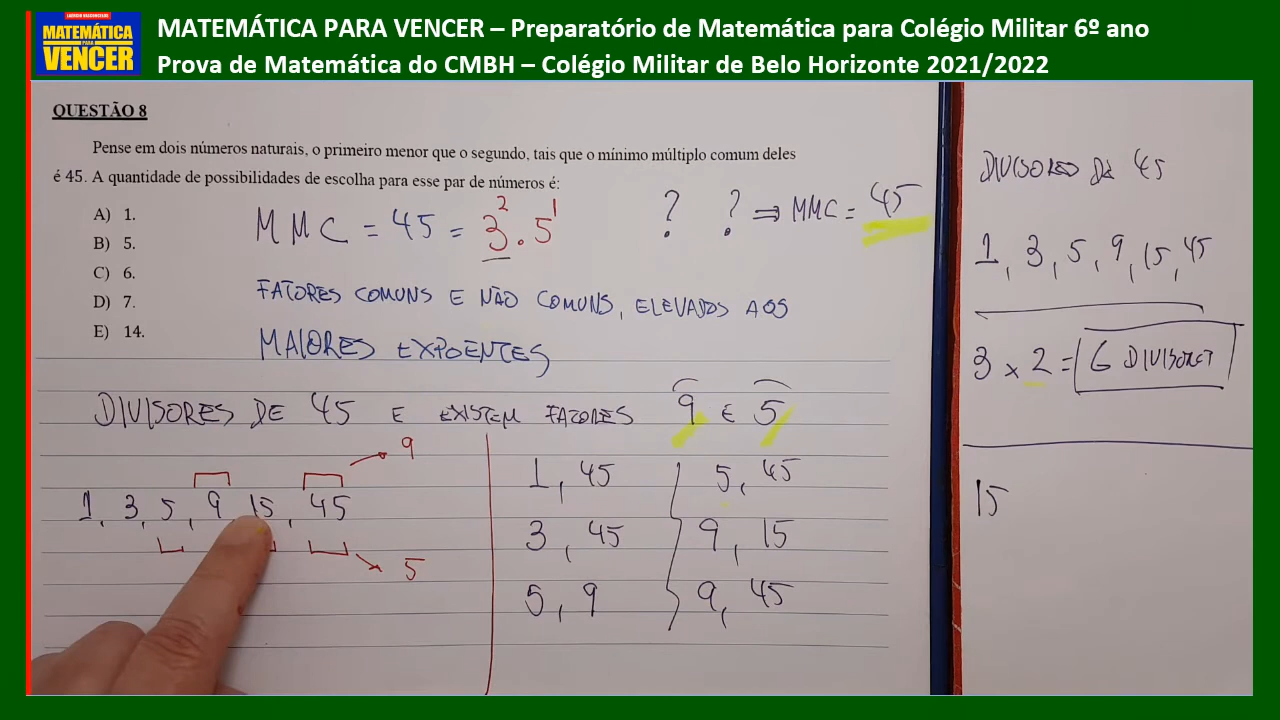 MATEMÁTICA PARA VENCER
MATEMÁTICA PARA VENCER – Preparatório de Matemática para Colégio Militar 6º ano
Prova de Matemática do CMBH – Colégio Militar de Belo Horizonte 2021/2022
QUESTÃO 8
Pense em dois números naturais, o primeiro menor que o segundo, tais que o mínimo múltiplo comum deles
é 45. A quantidade de possibilidades de escolha para esse par de números é:
A) 1.
B) 5.
C) 6.
D) 7.
E) 14.
MMC = 45 = 3² . 5¹
? ? ⇒ MMC = 45
FATORES COMUNS E NÃO COMUNS, ELEVADOS AOS
MAIORES EXPOENTES
DIVISORES DE 45 E EXISTEM FATORES 9 E 5
9
1, 3, 5, 9, 15, 45
5
1, 45
3, 45
5, 9
5, 45
9, 15
9, 45
DIVISORES DE 45
1, 3, 5, 9, 15, 45
3 x 2 = 6 DIVISORES
15